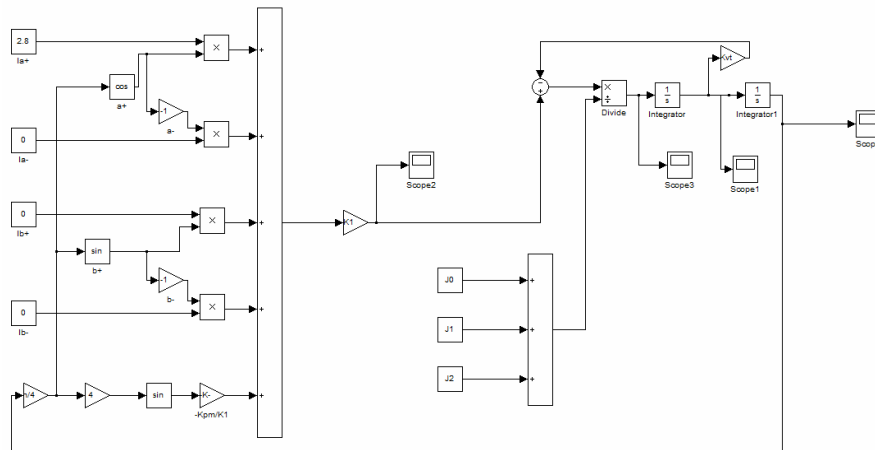 2.8
Ia+
×
+
cos
a+
-1
a-
×
+
0
Ia-
0
Ib+
×
+
sin
b+
-1
b-
×
+
0
Ib-
n/4
4
sin
-K-
-Kpm/K1
+
K1
Scope2
Kvt
-
+
×
÷
Divide
1
s
Integrator
1
s
Integrator1
Scope3
Scope1
Scop
J0
+
J1
+
J2
+